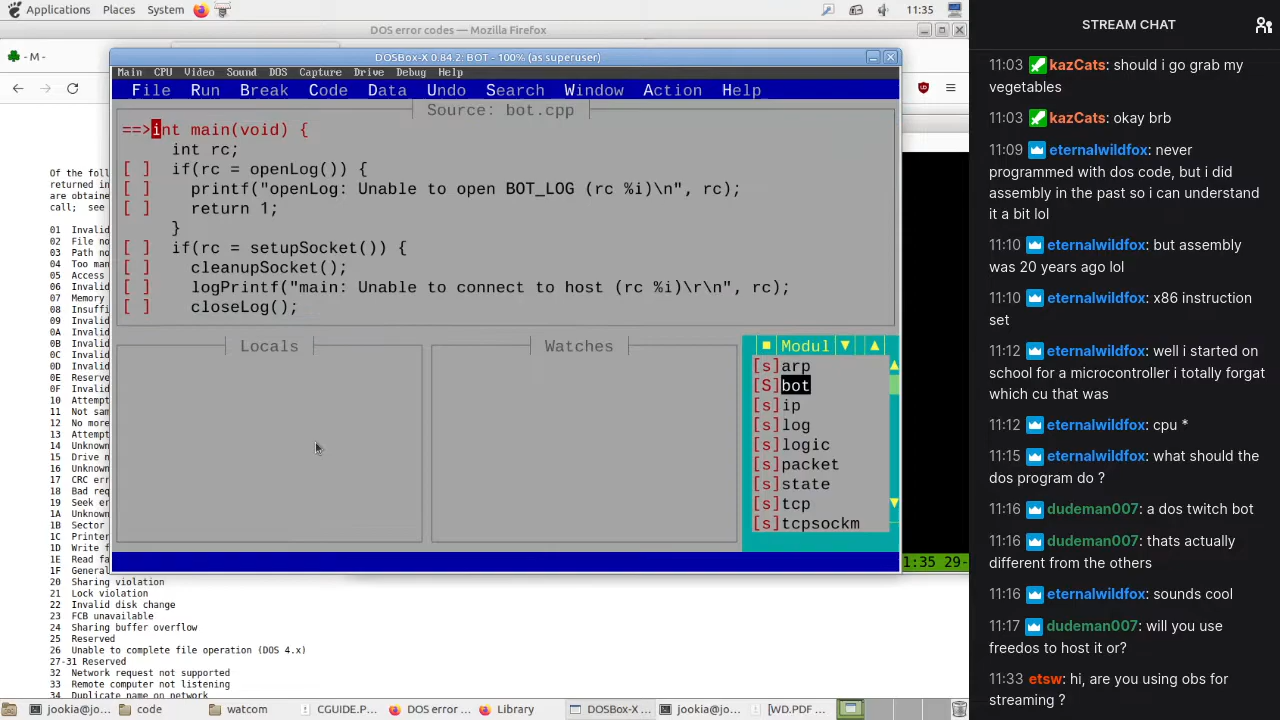 Applications Places System 11:35
DOS error codes — Mozilla Firefox
- M -
DOSBox-X 0.84.2: BOT - 100% (as superuser)
Main CPU Video Sound DOS Capture Drive Debug Help
File Run Break Code Data Undo Search Window Action Help
Source: bot.cpp
==>int main(void) {
int rc;
[ ] if(rc = openLog()) {
[ ] printf("openLog: Unable to open BOT_LOG (rc %i)\n", rc);
[ ] return 1;
}
[ ] if(rc = setupSocket()) {
[ ] cleanupSocket();
[ ] logPrintf("main: Unable to connect to host (rc %i)\r\n", rc);
[ ] closeLog();
Locals
Watches
Modul
[s]arp
[S]bot
[s]ip
[s]log
[s]logic
[s]packet
[s]state
[s]tcp
[s]tcpsockm
Of the foll
returned in
are obtaine
call; see
01 Invalid
02 File no
03 Path no
04 Too man
05 Access
06 Invalid
07 Memory
08 Insuffi
09 Invalid
0A Invalid
0B Invalid
0C Invalid
0D Invalid
0E Reserve
0F Invalid
10 Attempt
11 Not sam
12 No more
13 Attempt
14 Unknown
15 Drive n
16 Unknown
17 CRC err
18 Bad req
19 Seek er
1A Unknown
1B Sector
1C Printer
1D Write f
1E Read fa
1F General
20 Sharing violation
21 Lock violation
22 Invalid disk change
23 FCB unavailable
24 Sharing buffer overflow
25 Reserved
26 Unable to complete file operation (DOS 4.x)
27-31 Reserved
32 Network request not supported
33 Remote computer not listening
34 Duplicate name on network
1:35 29-
jookia@jo... code watcom CGUIDE.P... DOS error ... Library DOSBox-X ... jookia@jo... [WD.PDF ...
STREAM CHAT
11:03 kazCats: should i go grab my
vegetables
11:03 kazCats: okay brb
11:09 eternalwildfox: never
programmed with dos code, but i did
assembly in the past so i can understand
it a bit lol
11:10 eternalwildfox: but assembly
was 20 years ago lol
11:10 eternalwildfox: x86 instruction
set
11:12 eternalwildfox: well i started on
school for a microcontroller i totally forgat
which cu that was
11:12 eternalwildfox: cpu *
11:15 eternalwildfox: what should the
dos program do ?
11:16 dudeman007: a dos twitch bot
11:16 dudeman007: thats actually
different from the others
11:16 eternalwildfox: sounds cool
11:17 dudeman007: will you use
freedos to host it or?
11:33 etsw: hi, are you using obs for
streaming ?